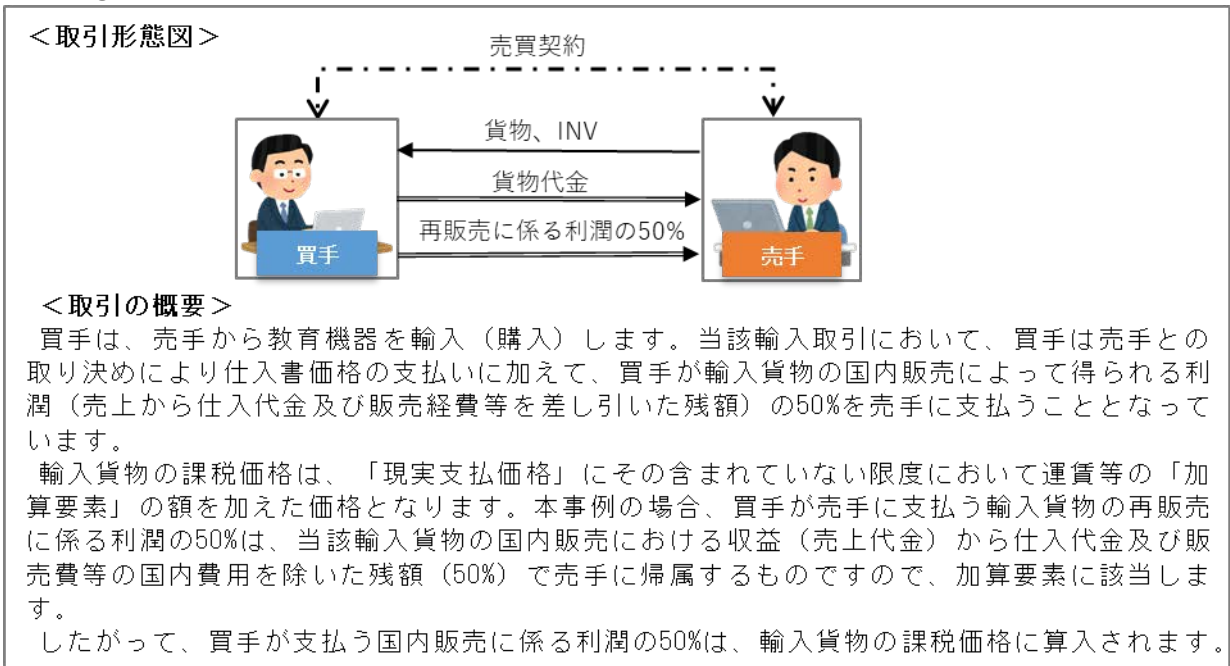 ＜取引形態図＞
売買契約
貨物、INV
貨物代金
再販売に係る利潤の50%
買手
売手
＜取引の概要＞
買手は、売手から教育機器を輸入（購入）します。当該輸入取引において、買手は売手との
取り決めにより仕入書価格の支払いに加えて、買手が輸入貨物の国内販売によって得られる利
潤（売上から仕入代金及び販売経費等を差し引いた残額）の50%を売手に支払うこととなって
います。
輸入貨物の課税価格は、「現実支払価格」にその含まれていない限度において運賃等の「加
算要素」の額を加えた価格となります。本事例の場合、買手が売手に支払う輸入貨物の再販売
に係る利潤の50%は、当該輸入貨物の国内販売における収益（売上代金）から仕入代金及び販
売費等の国内費用を除いた残額（50%）で売手に帰属するものですので、加算要素に該当しま
す。
したがって、買手が支払う国内販売に係る利潤の50%は、輸入貨物の課税価格に算入されます。